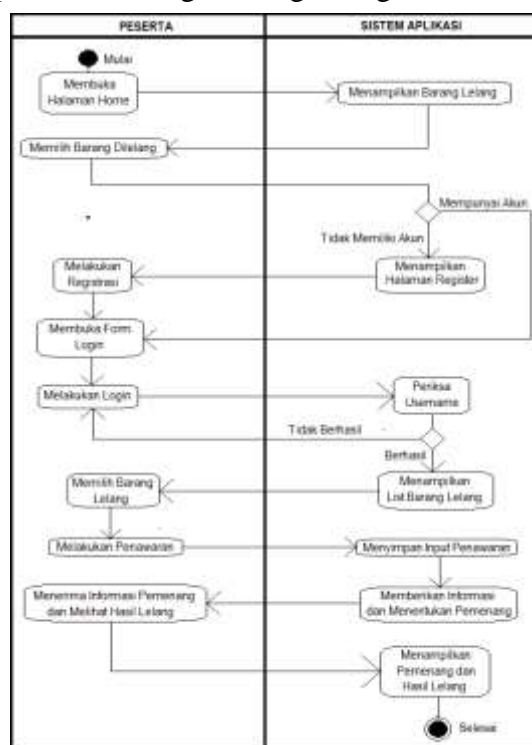 PESERTA
SISTEM APLIKASI
Mulai
Membuka
Halaman Home
Menampilkan Barang Lelang
Memilih Barang Dilelang
Mempunyai Akun
Tidak Memiliki Akun
Melakukan
Registrasi
Menampilkan
Halaman Register
Membuka Form
Login
Melakukan Login
Periksa
Username
Tidak Berhasil
Berhasil
Memilih Barang
Lelang
Menampilkan
List Barang Lelang
Melakukan Penawaran
Menyimpan Input Penawaran
Menerima Informasi Pemenang
dan Melihat Hasil Lelang
Memberikan Informasi
dan Menentukan Pemenang
Menampilkan
Pemenang dan
Hasil Lelang
Selesai